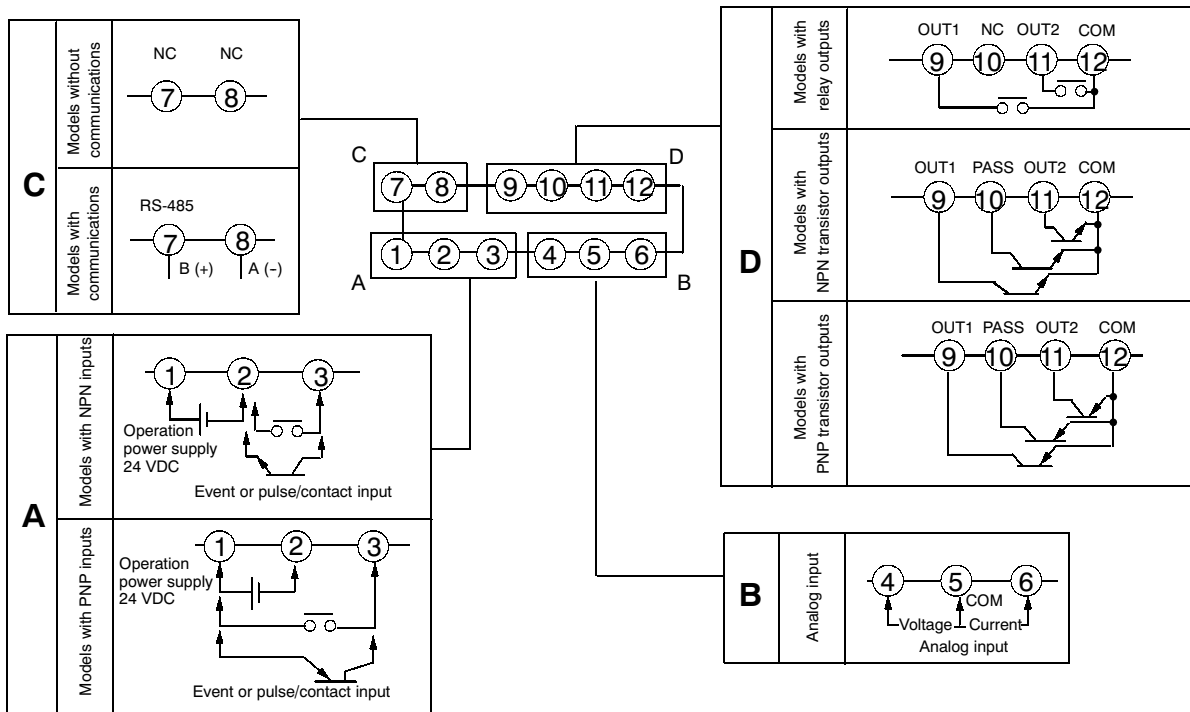 C
Models without
communications
NC NC
7 8
Models with
communications
RS-485
7 8
B (+) A (−)
C D
7 8 9 10 11 12
1 2 3 4 5 6
A B
D
Models with
relay outputs
OUT1 NC OUT2 COM
9 10 11 12
Models with
NPN transistor outputs
OUT1 PASS OUT2 COM
9 10 11 12
Models with
PNP transistor outputs
OUT1 PASS OUT2 COM
9 10 11 12
A
Models with NPN inputs
1 2 3
Operation
power supply
24 VDC
Event or pulse/contact input
Models with PNP inputs
1 2 3
Operation
power supply
24 VDC
Event or pulse/contact input
B
Analog input
4 5 6
COM
Voltage Current
Analog input